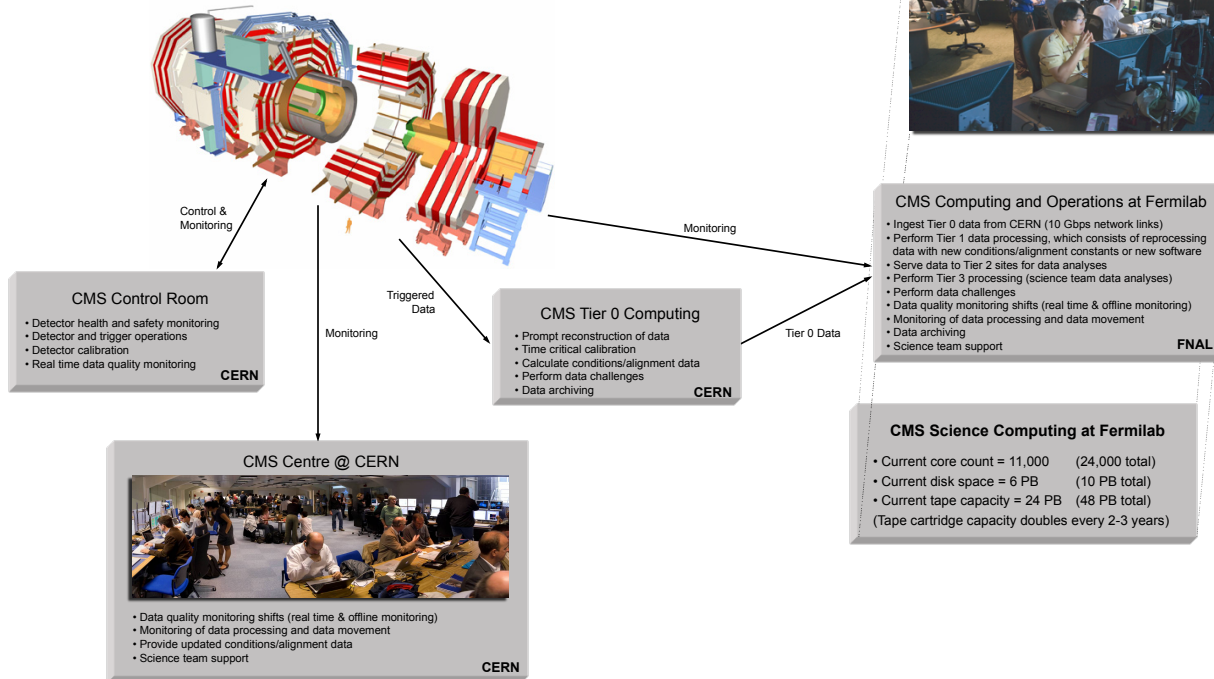 Control &
Monitoring
Monitoring
Triggered
Data
Monitoring
Tier 0 Data
CMS Control Room
• Detector health and safety monitoring
• Detector and trigger operations
• Detector calibration
• Real time data quality monitoring
CERN
CMS Tier 0 Computing
• Prompt reconstruction of data
• Time critical calibration
• Calculate conditions/alignment data
• Perform data challenges
• Data archiving
CERN
CMS Computing and Operations at Fermilab
• Ingest Tier 0 data from CERN (10 Gbps network links)
• Perform Tier 1 data processing, which consists of reprocessing
data with new conditions/alignment constants or new software
• Serve data to Tier 2 sites for data analyses
• Perform Tier 3 processing (science team data analyses)
• Perform data challenges
• Data quality monitoring shifts (real time & offline monitoring)
• Monitoring of data processing and data movement
• Data archiving
• Science team support
FNAL
CMS Science Computing at Fermilab
• Current core count = 11,000 (24,000 total)
• Current disk space = 6 PB (10 PB total)
• Current tape capacity = 24 PB (48 PB total)
(Tape cartridge capacity doubles every 2-3 years)
CMS Centre @ CERN
• Data quality monitoring shifts (real time & offline monitoring)
• Monitoring of data processing and data movement
• Provide updated conditions/alignment data
• Science team support
CERN